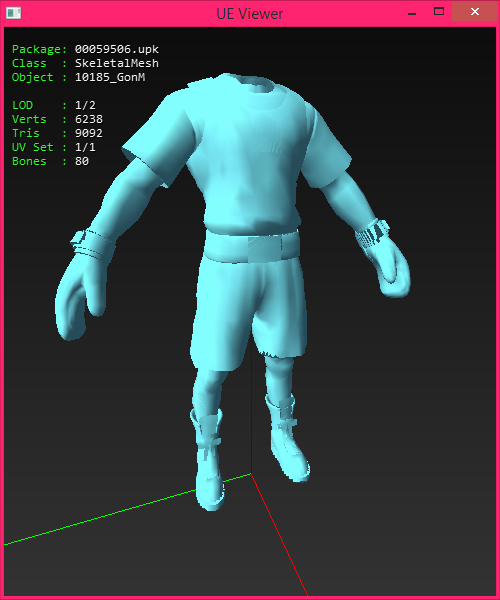 UE Viewer
Package: 00059506.upk
Class : SkeletalMesh
Object : 10185_GonM
LOD : 1/2
Verts : 6238
Tris : 9092
UV Set : 1/1
Bones : 80